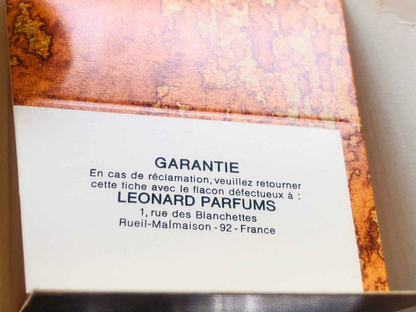 GARANTIE
En cas de réclamation, veuillez retourner
cette fiche avec le flacon défectueux à :
LEONARD PARFUMS
1, rue des Blanchettes
Rueil-Malmaison - 92 - France